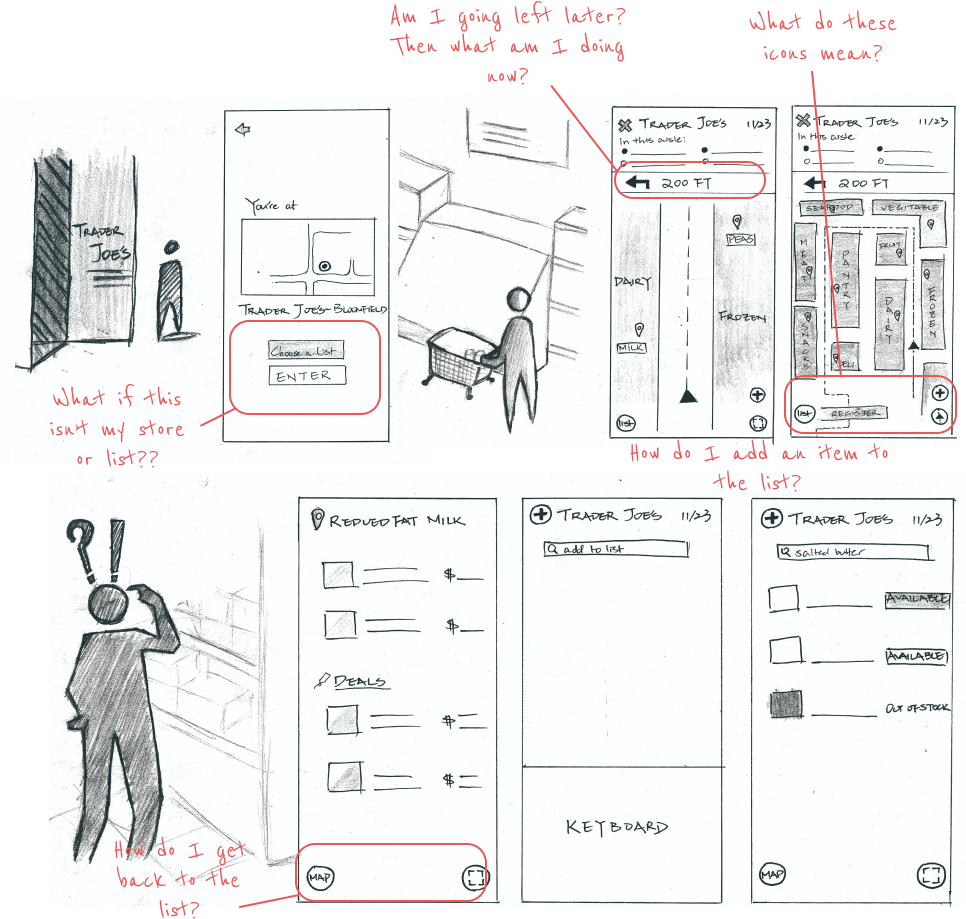 Am I going left later?
Then what am I doing
now?
What do these
icons mean?
TRADER
JOE'S
You're at
TRADER JOE'S-BLOOMFIELD
Choose a List
ENTER
What if this
isnt my store
or list??
TRADER JOE'S 11/23
In this aisle:
200 FT
PEAS
DAIRY
FROZEN
MILK
list
TRADER JOE'S 11/23
In this aisle:
200 FT
SEAFOOD
VEGITABLE
MEAT
PANTRY
FRUIT
DAIRY
FROZEN
SNACKS
DELI
list
REGISTER
How do I add an item to
the list?
?!
REDUED FAT MILK
$
$
DEALS
$
$
MAP
How do I get
back to the
list?
TRADER JOE'S 11/23
add to list
KEYBOARD
TRADER JOE'S 11/23
salted butter
AVAILABLE
AVAILABLE
OUT OF STOCK
MAP